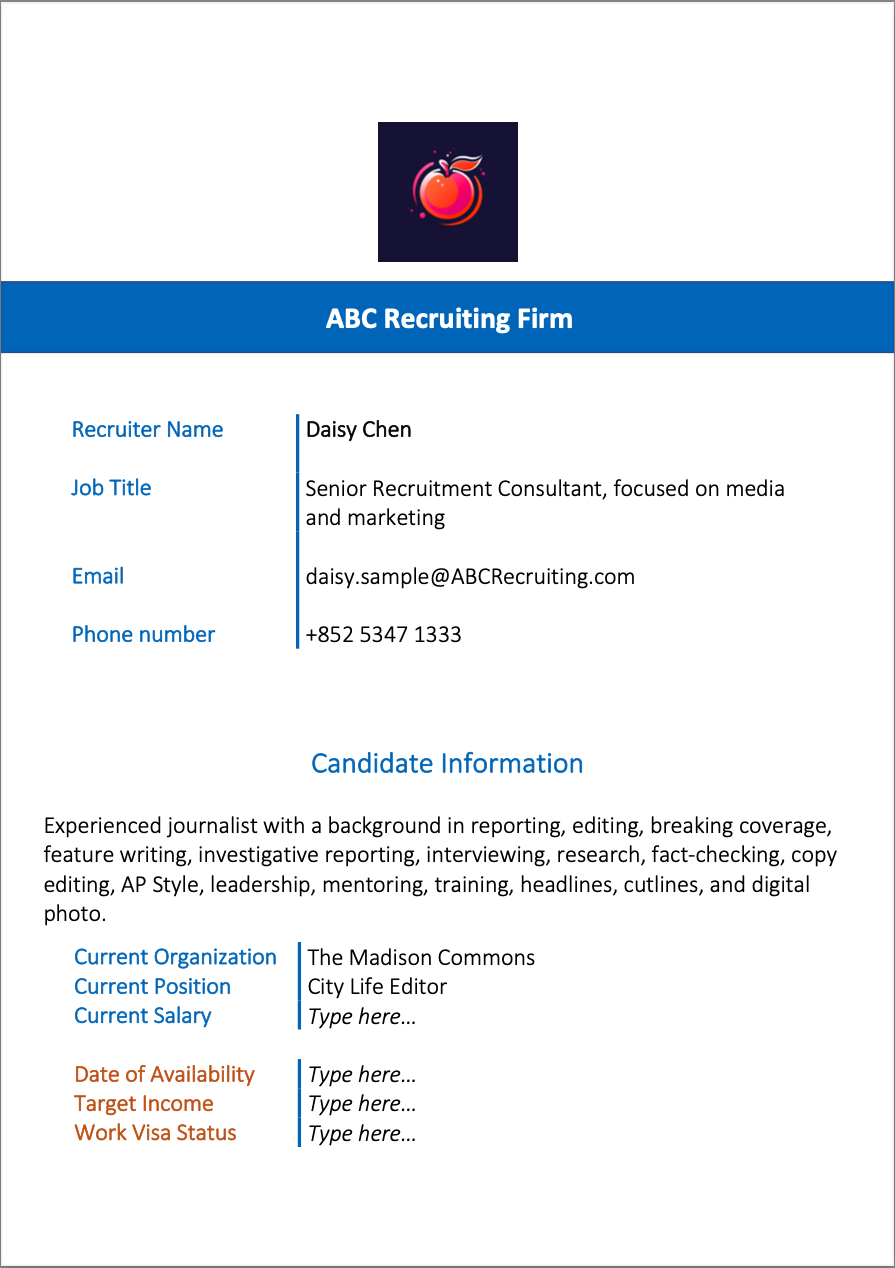 ABC Recruiting Firm
Recruiter Name Daisy Chen
Job Title Senior Recruitment Consultant, focused on media
and marketing
Email daisy.sample@ABCRecruiting.com
Phone number +852 5347 1333
Candidate Information
Experienced journalist with a background in reporting, editing, breaking coverage,
feature writing, investigative reporting, interviewing, research, fact-checking, copy
editing, AP Style, leadership, mentoring, training, headlines, cutlines, and digital
photo.
Current Organization The Madison Commons
Current Position City Life Editor
Current Salary Type here...
Date of Availability Type here...
Target Income Type here...
Work Visa Status Type here...